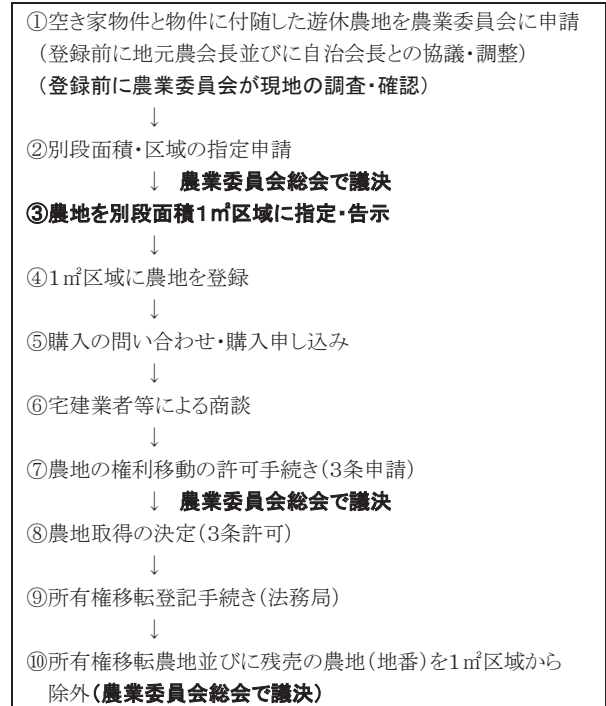 ①空き家物件と物件に付随した遊休農地を農業委員会に申請
(登録前に地元農会長並びに自治会長との協議・調整)
(登録前に農業委員会が現地の調査・確認)
↓
②別段面積・区域の指定申請
↓ 農業委員会総会で議決
③農地を別段面積1㎡区域に指定・告示
↓
④1㎡区域に農地を登録
↓
⑤購入の問い合わせ・購入申し込み
↓
⑥宅建業者等による商談
↓
⑦農地の権利移動の許可手続き(3条申請)
↓ 農業委員会総会で議決
⑧農地取得の決定(3条許可)
↓
⑨所有権移転登記手続き(法務局)
↓
⑩所有権移転農地並びに残売の農地(地番)を1㎡区域から
除外(農業委員会総会で議決)